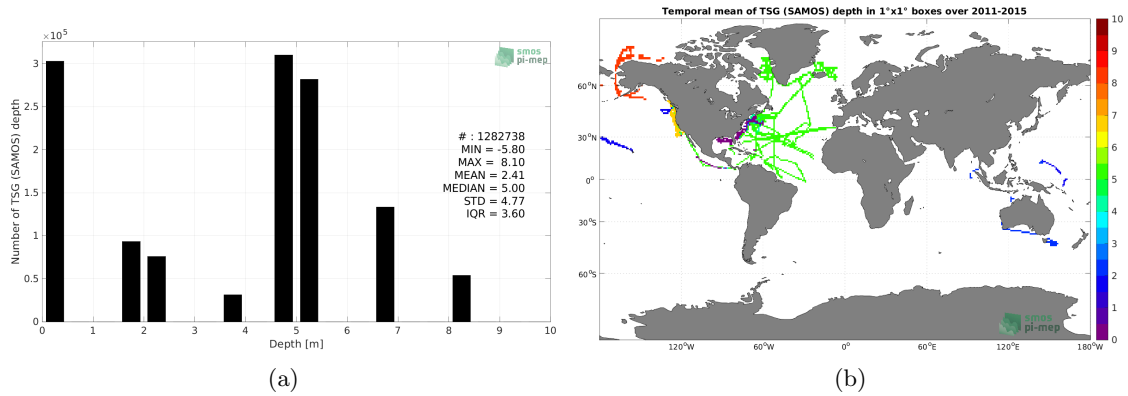 ×10⁵
3
2.5
2
1.5
1
0.5
0
Number of TSG (SAMOS) depth
smos
pi-mep
# : 1282738
MIN = -5.80
MAX = 8.10
MEAN = 2.41
MEDIAN = 5.00
STD = 4.77
IQR = 3.60
0 1 2 3 4 5 6 7 8 9 10
Depth [m]
(a)
Temporal mean of TSG (SAMOS) depth in 1°x1° boxes over 2011-2015
60°N
30°N
0°
30°S
60°S
120°W 60°W 0° 60°E 120°E 180°W
smos
pi-mep
10
9
8
7
6
5
4
3
2
1
0
(b)